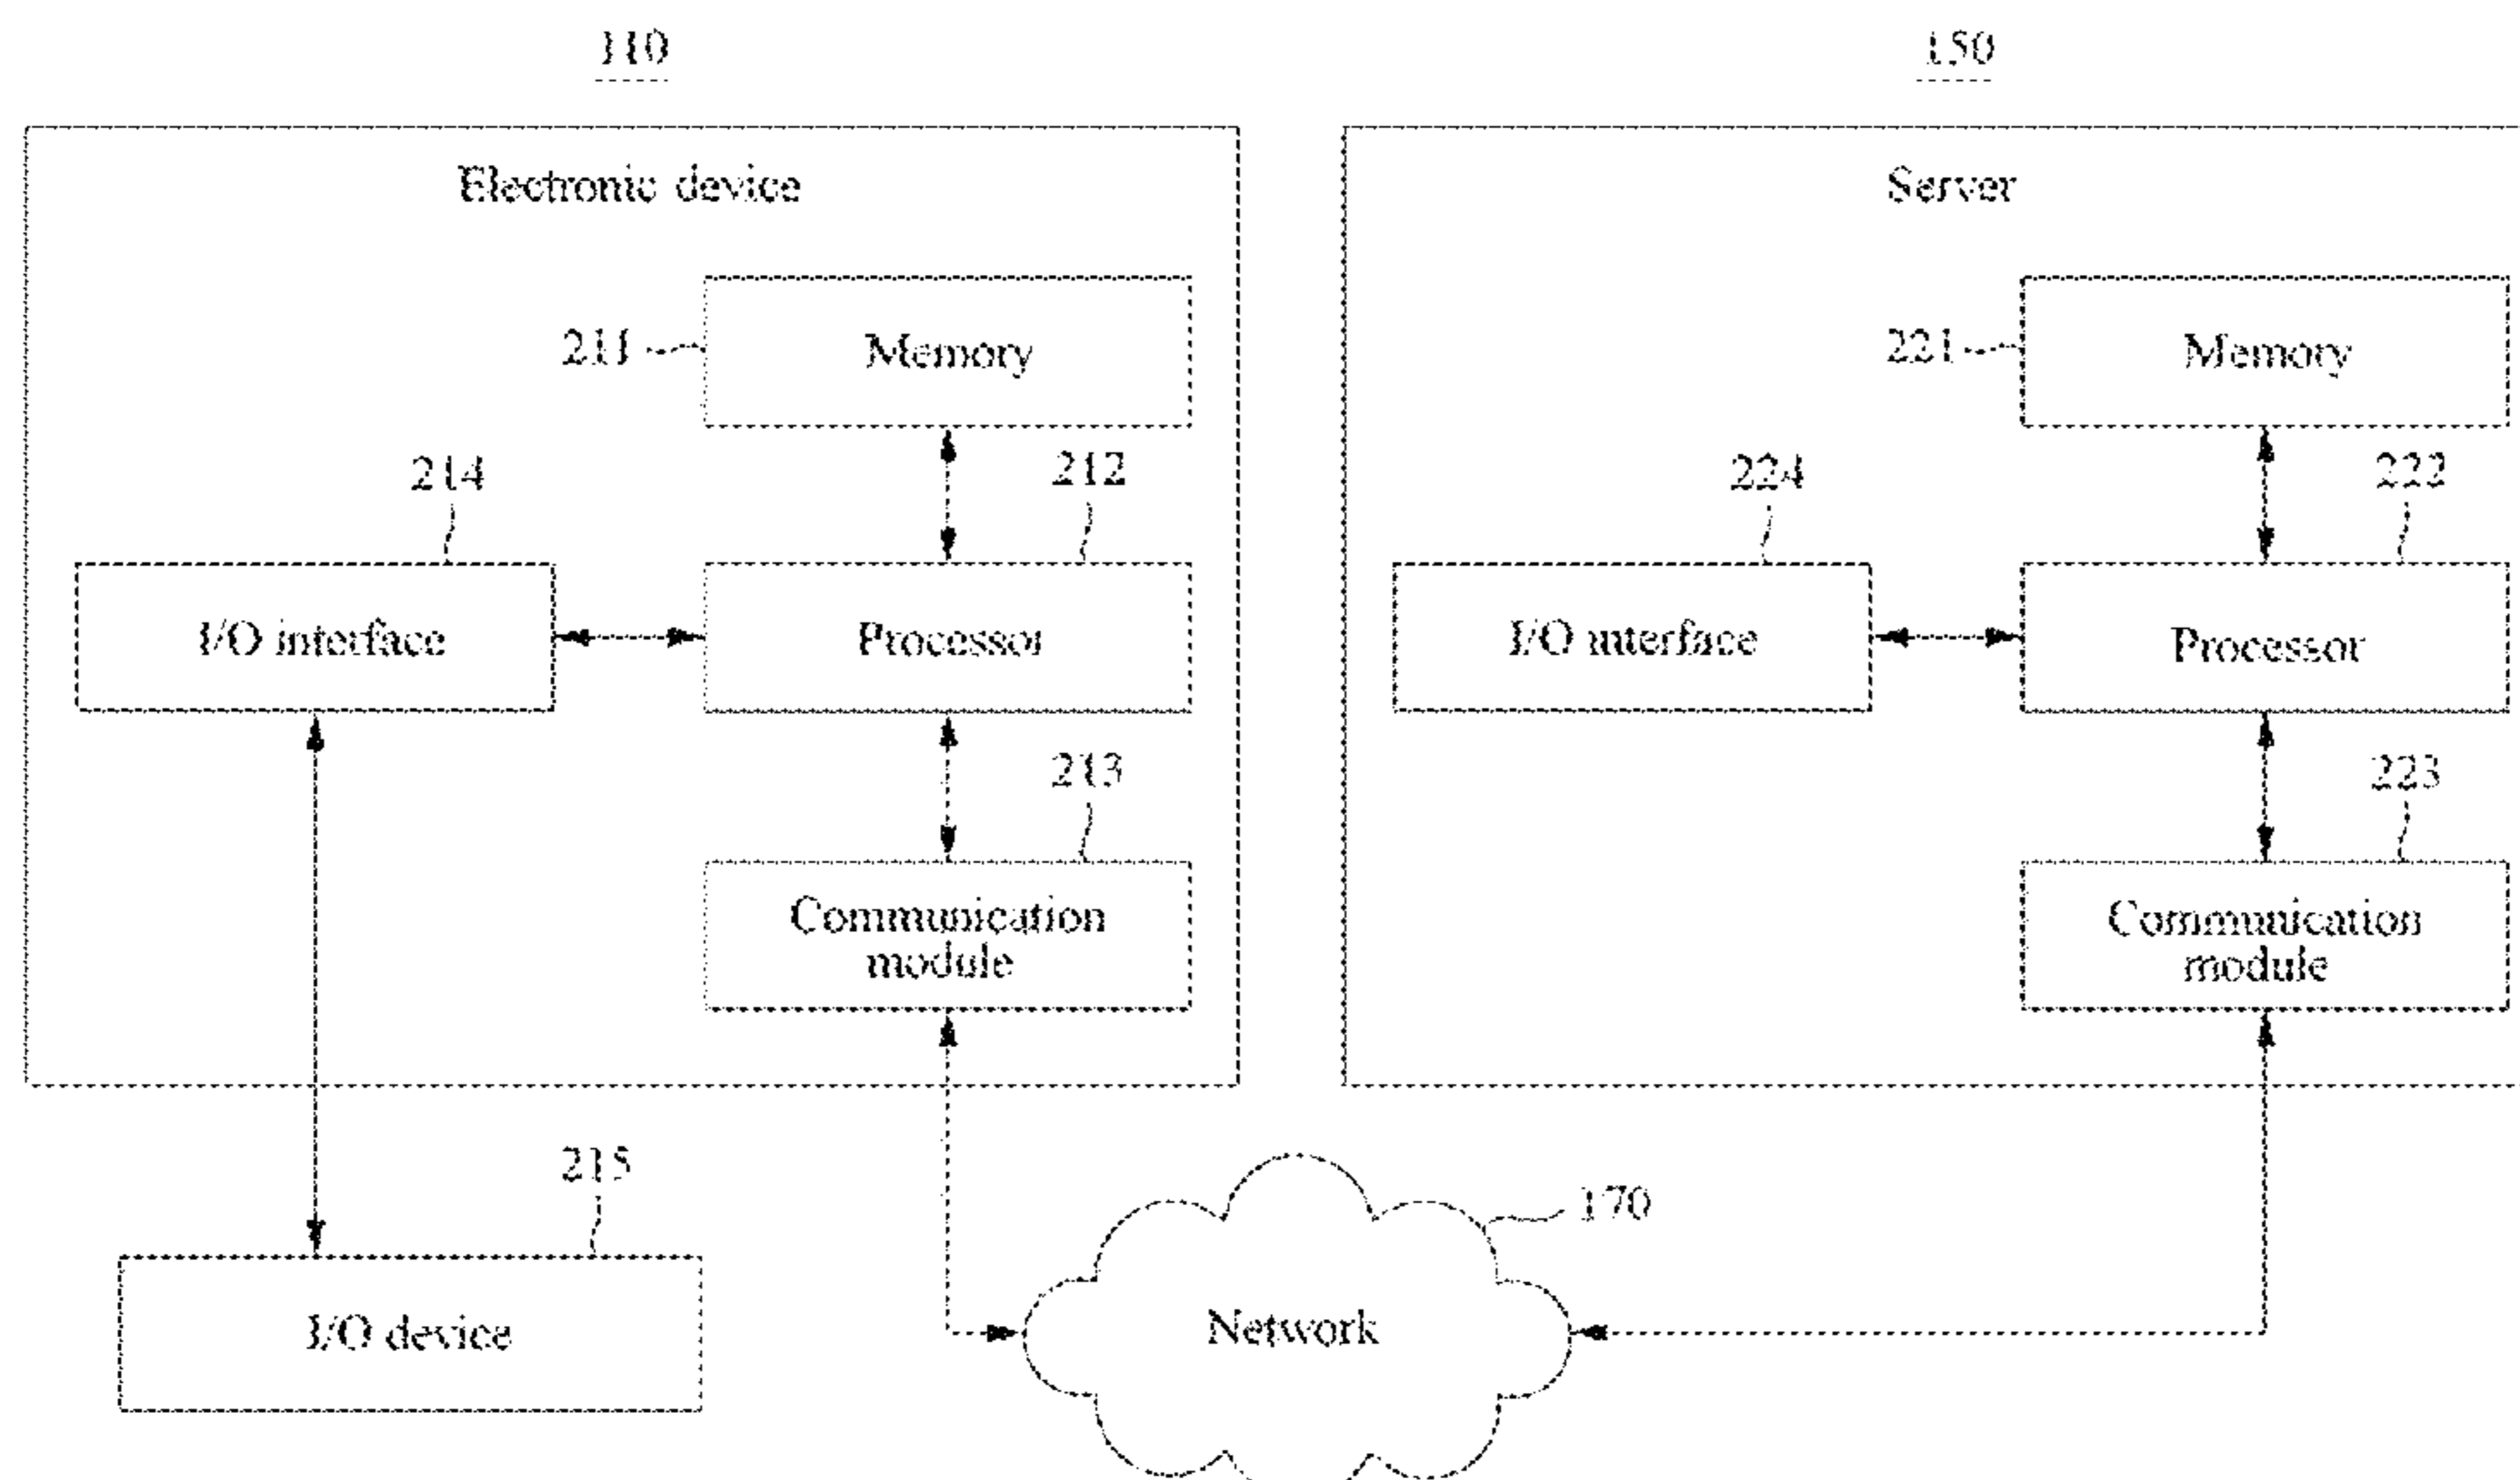 110
150
Electronic device
Server
211
Memory
221
Memory
214
212
224
222
I/O interface
Processor
I/O interface
Processor
213
223
Communication
module
Communication
module
215
170
I/O device
Network